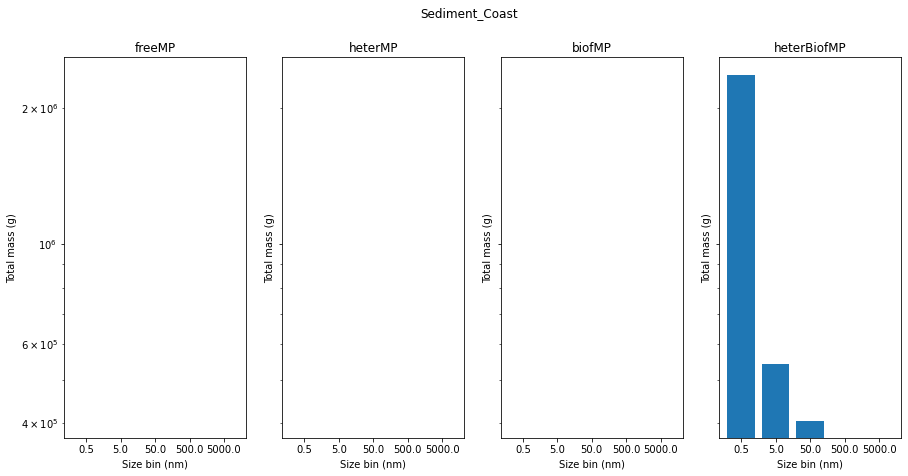 Sediment_Coast
freeMP
heterMP
biofMP
heterBiofMP
Total mass (g)
2 × 10⁶
10⁶
6 × 10⁵
4 × 10⁵
0.5 5.0 50.0 500.0 5000.0
Size bin (nm)
Total mass (g)
0.5 5.0 50.0 500.0 5000.0
Size bin (nm)
Total mass (g)
0.5 5.0 50.0 500.0 5000.0
Size bin (nm)
Total mass (g)
0.5 5.0 50.0 500.0 5000.0
Size bin (nm)